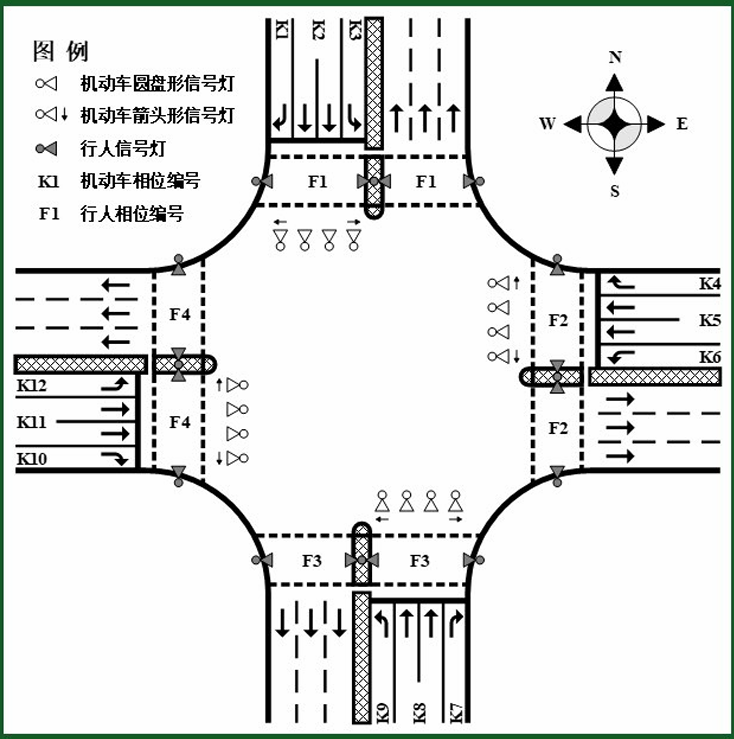 图 例
机动车圆盘形信号灯
机动车箭头形信号灯
行人信号灯
K1 机动车相位编号
F1 行人相位编号
K1
K2
K3
N
W
E
S
F1
F1
F4
F2
K4
K5
K6
K12
K11
K10
F4
F2
F3
F3
K9
K8
K7